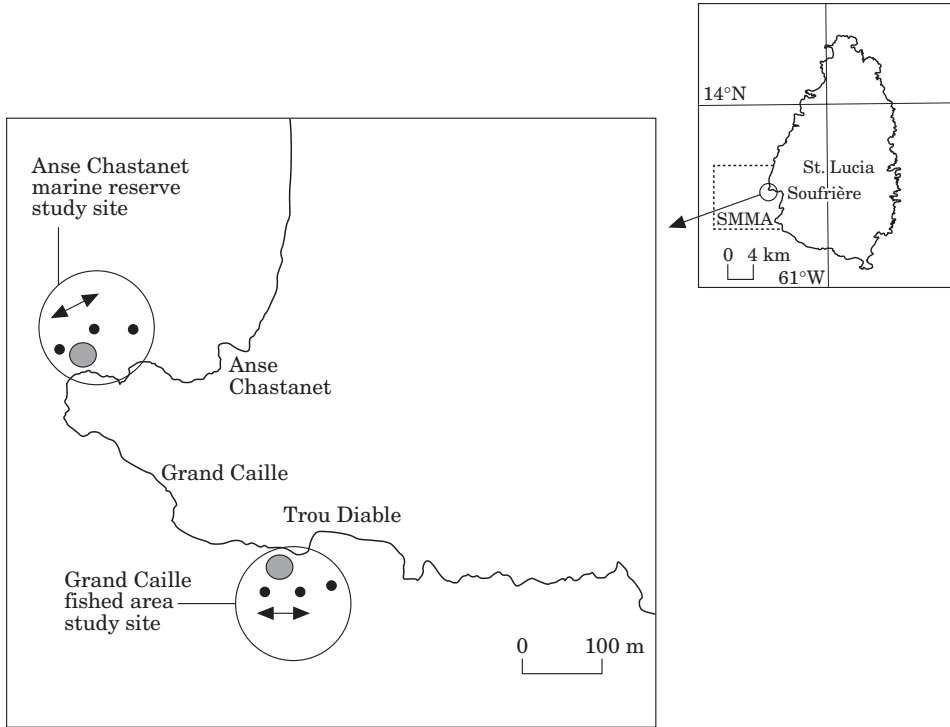 14°N
St. Lucia
Soufrière
SMMA
0 4 km
61°W
Anse Chastanet
marine reserve
study site
Anse
Chastanet
Grand Caille
Trou Diable
Grand Caille
fished area
study site
0 100 m